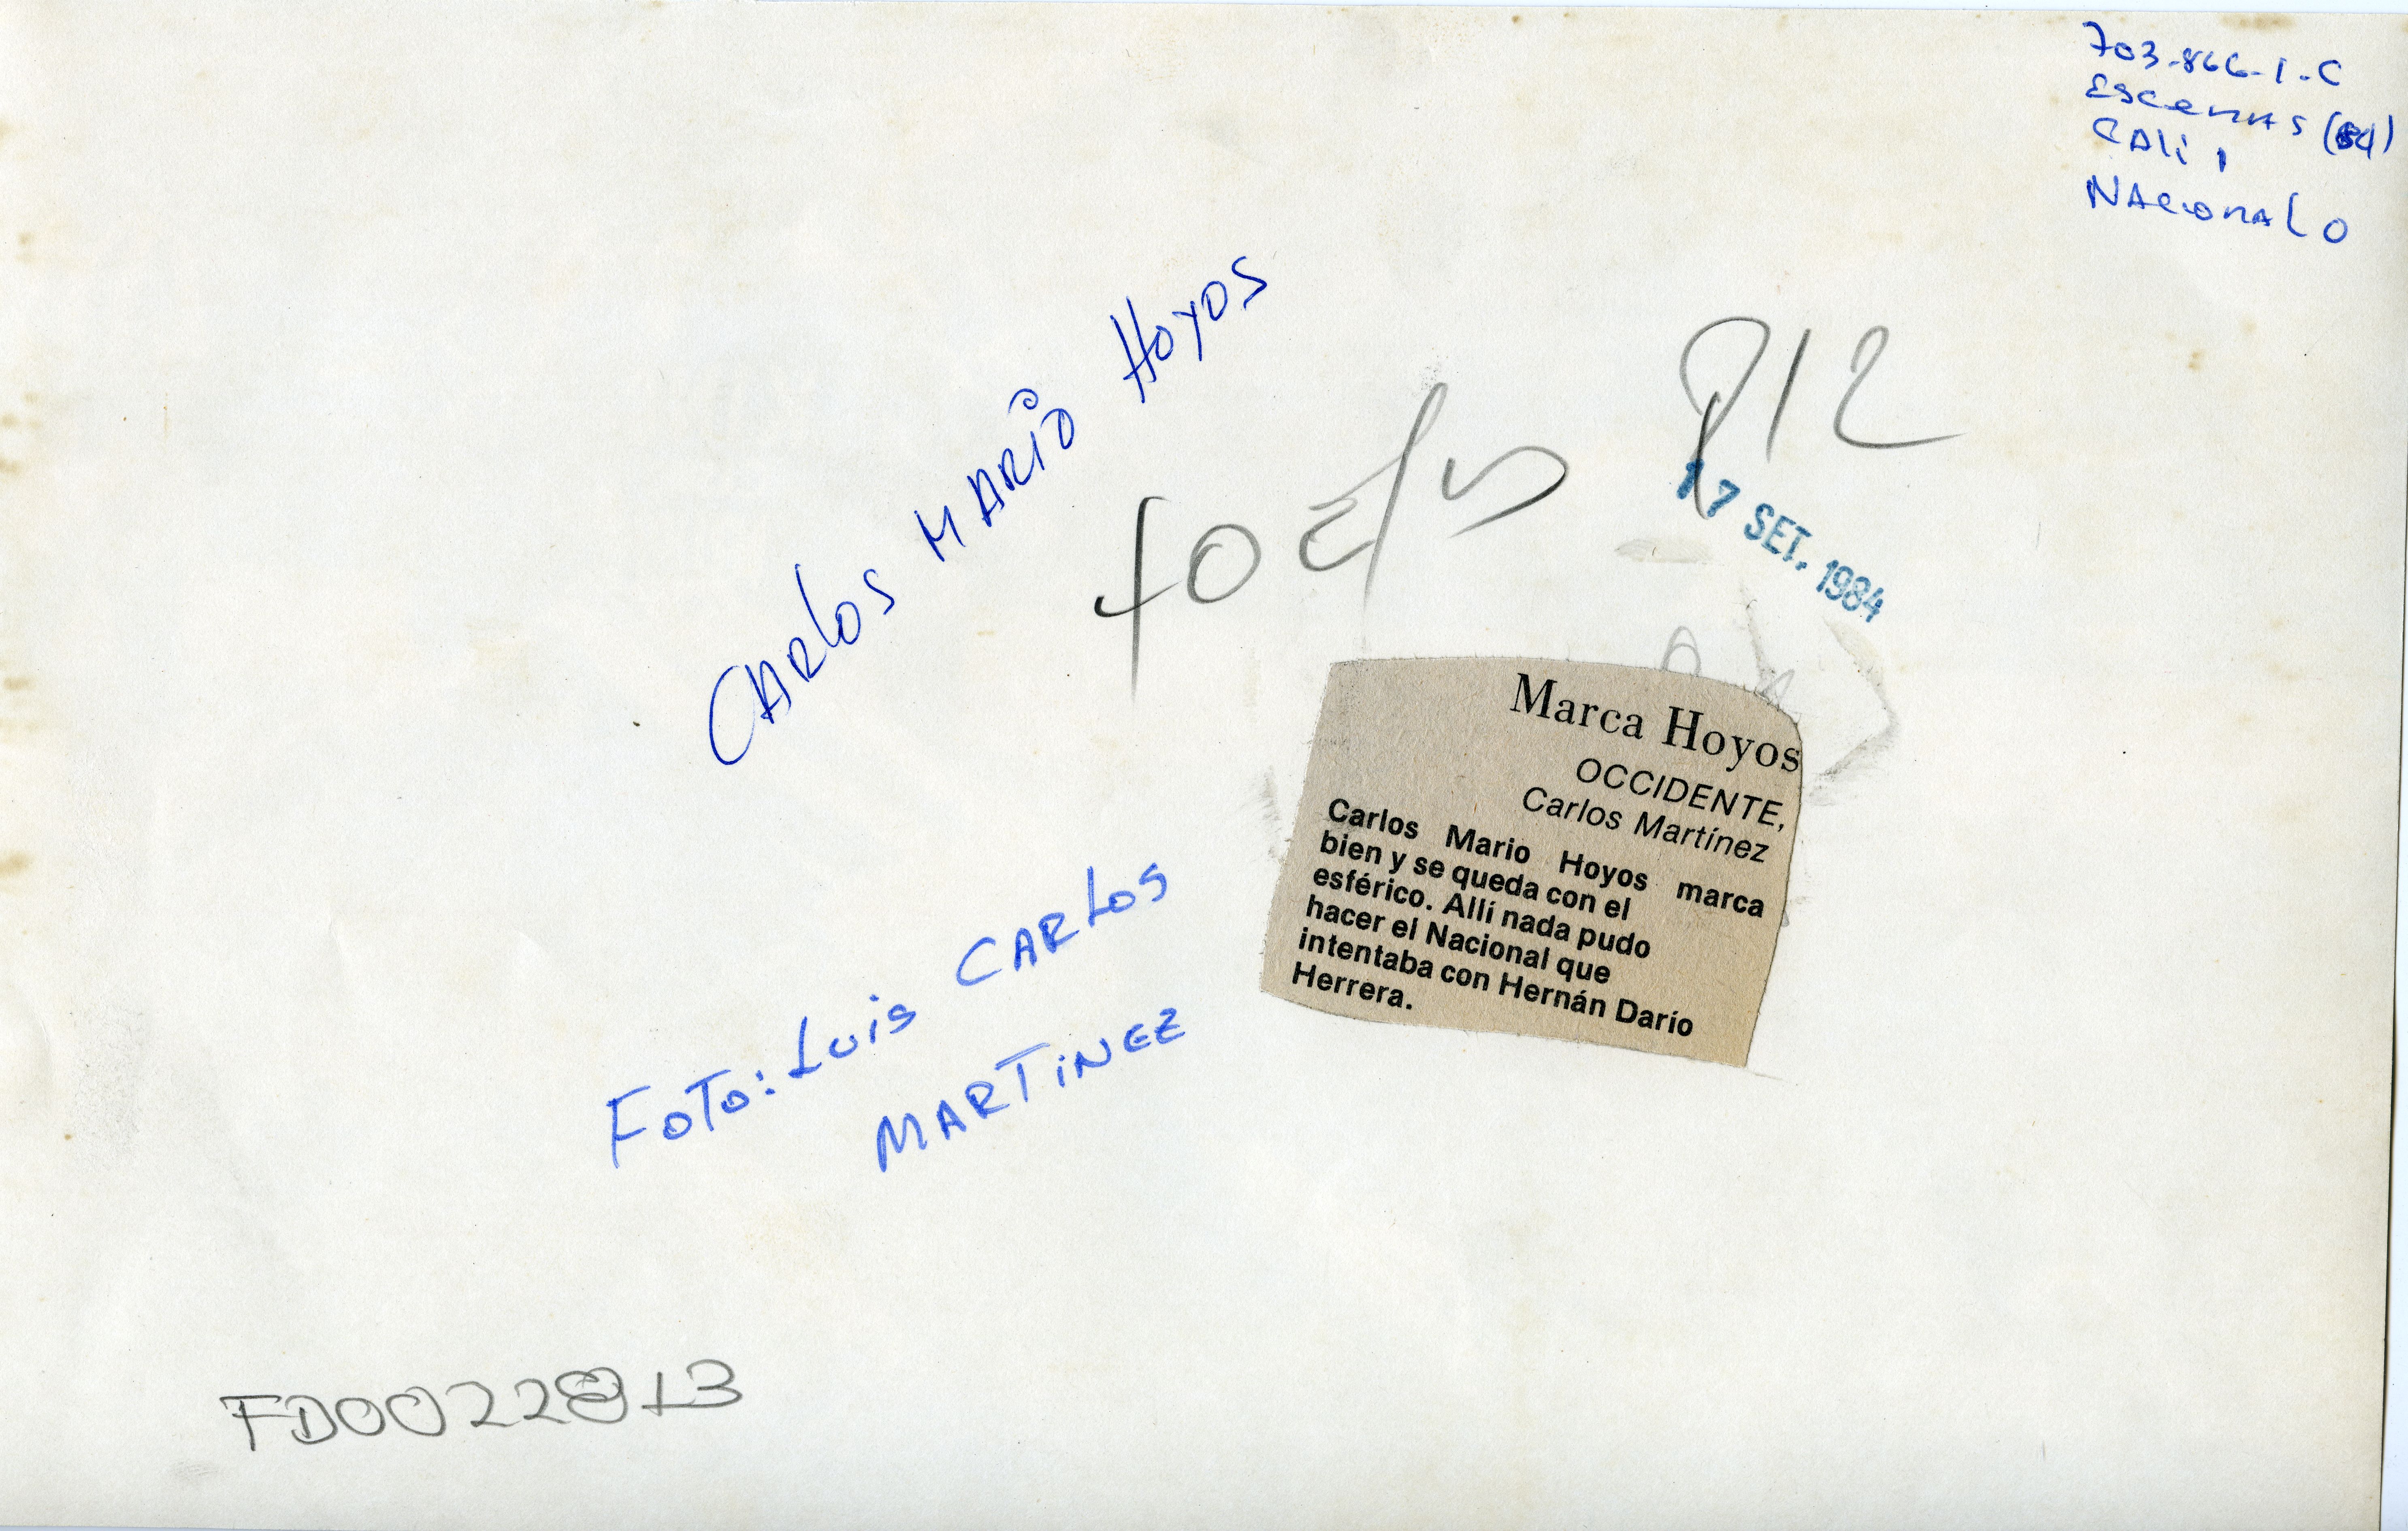 703-866-1-C
Escenas (84)
CALi 1
NAcionaL 0
CARlos MARio Hoyos
P12
17 SET. 1984
Marca Hoyos
OCCIDENTE,
Carlos Martínez
Carlos Mario Hoyos marca
bien y se queda con el
esférico. Allí nada pudo
hacer el Nacional que
intentaba con Hernán Darío
Herrera.
FOTO: LUiS CARLOS
MARTiNEZ
FD0022813